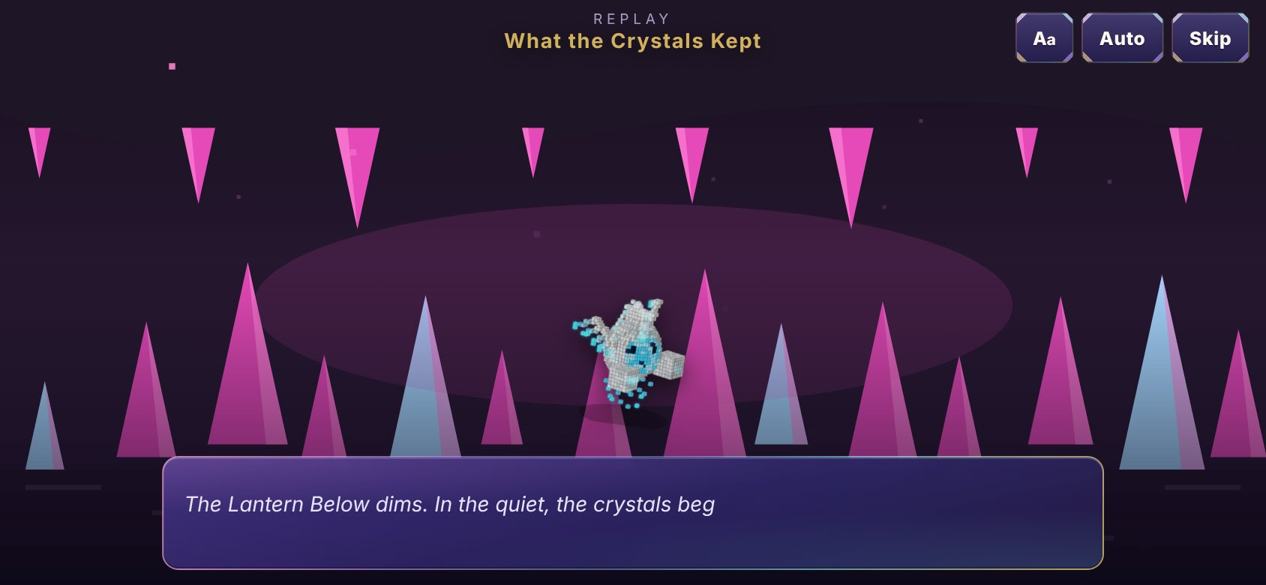 REPLAY
What the Crystals Kept
Aa
Auto
Skip
The Lantern Below dims. In the quiet, the crystals beg